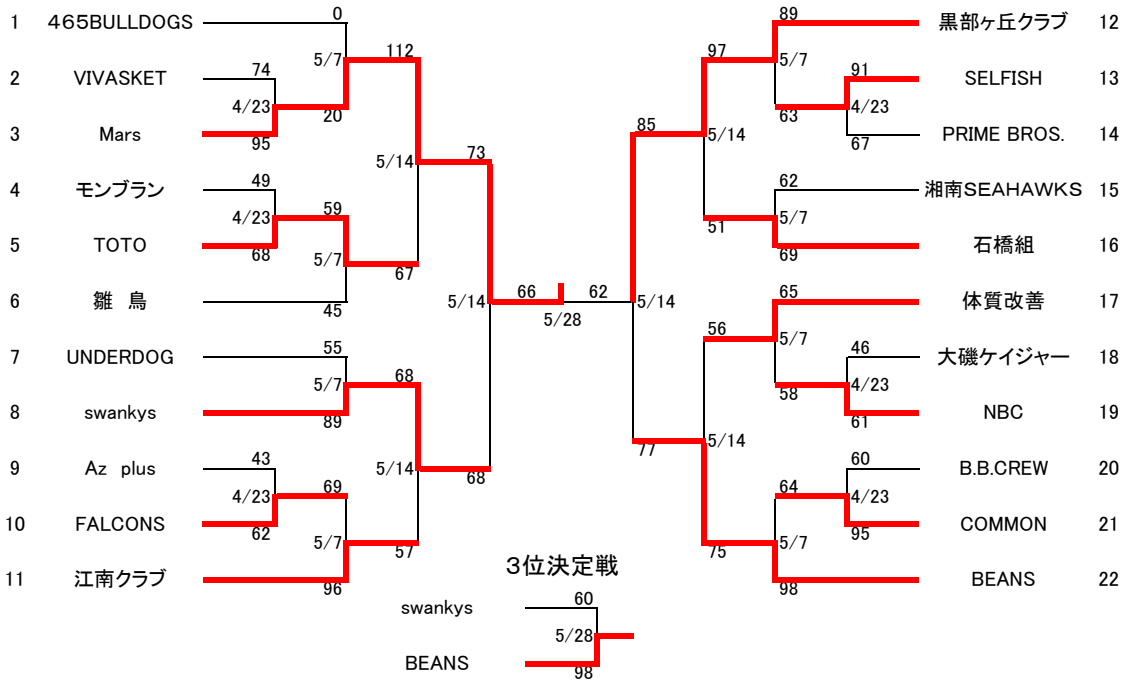 0
89
1 465BULLDOGS
黒部ヶ丘クラブ 12
5/7 112
97 5/7
74
91
2 VIVASKET
SELFISH 13
4/23 20
63 4/23
3 Mars 95
85
5/14
67 PRIME BROS. 14
5/14 73
49
62
4 モンブラン
湘南SEAHAWKS 15
4/23 59
51 5/7
5 TOTO 68
69 石橋組 16
5/7 67
66 62
65
6 雛 鳥 45
5/14 5/28 5/14
体質改善 17
56
55
46
7 UNDERDOG
5/7
大磯ケイジャー 18
5/7 68
58 4/23
8 swankys 89
61 NBC 19
5/14 68
77 5/14
43
60
9 Az plus
B.B.CREW 20
4/23 69
64 4/23
10 FALCONS 62
95 COMMON 21
5/7 57
75 5/7
11 江南クラブ 96
98 BEANS 22
3位決定戦
swankys 60
5/28
BEANS 98